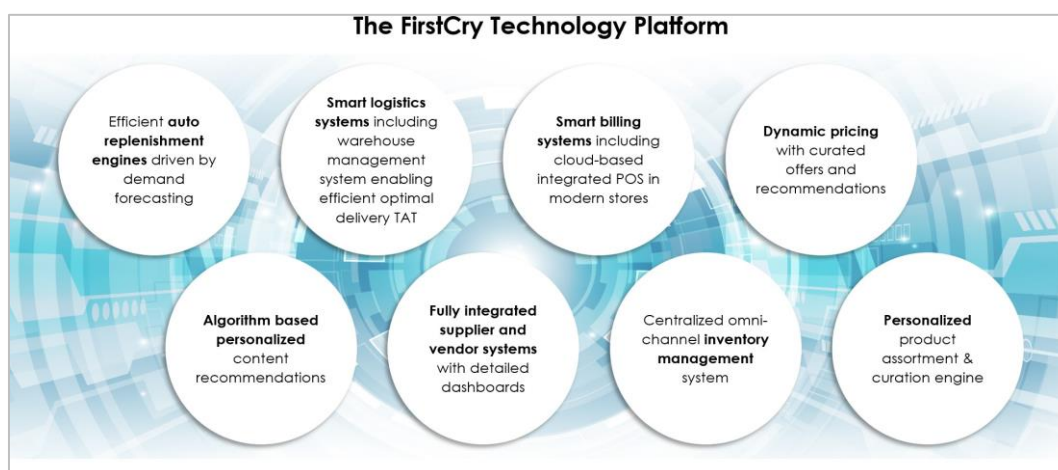 The FirstCry Technology Platform
Efficient auto
replenishment
engines driven by
demand
forecasting
Smart logistics
systems including
warehouse
management
system enabling
efficient optimal
delivery TAT
Smart billing
systems including
cloud-based
integrated POS in
modern stores
Dynamic pricing
with curated
offers and
recommendations
Algorithm based
personalized
content
recommendations
Fully integrated
supplier and
vendor systems
with detailed
dashboards
Centralized omni-
channel inventory
management
system
Personalized
product
assortment &
curation engine